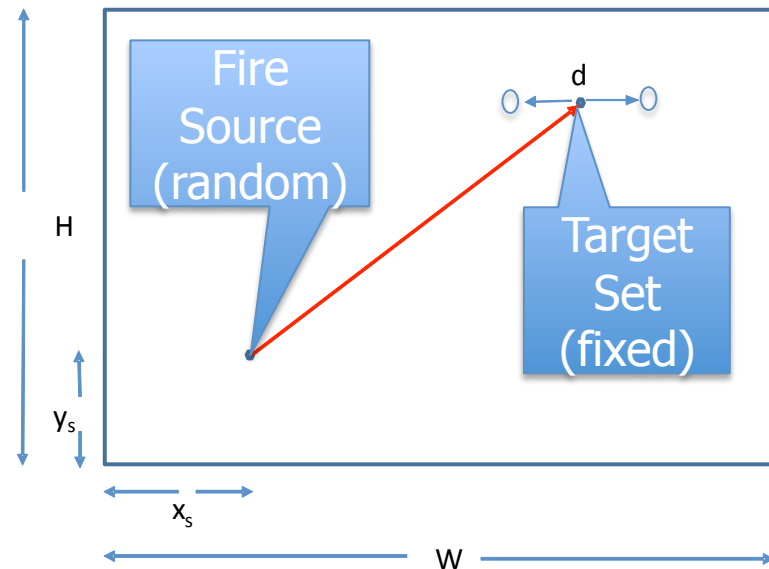 Fire
Source
(random)
d
H
Target
Set
(fixed)
yₛ
xₛ
W